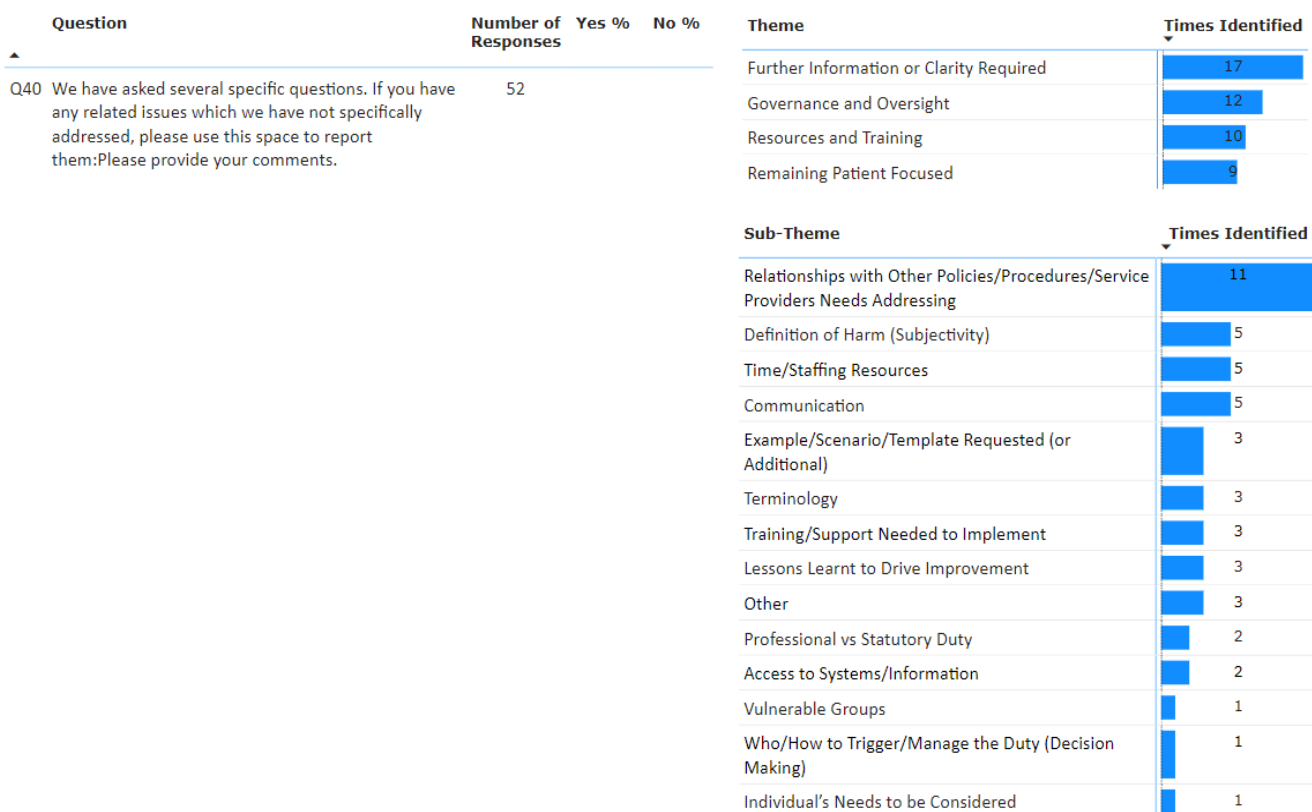 Question
Number of Responses
Yes %
No %
Q40 We have asked several specific questions. If you have
any related issues which we have not specifically
addressed, please use this space to report
them:Please provide your comments.
52
Theme
Times Identified
Further Information or Clarity Required 17
Governance and Oversight 12
Resources and Training 10
Remaining Patient Focused 9
Sub-Theme
Times Identified
Relationships with Other Policies/Procedures/Service
Providers Needs Addressing
11
Definition of Harm (Subjectivity) 5
Time/Staffing Resources 5
Communication 5
Example/Scenario/Template Requested (or
Additional)
3
Terminology 3
Training/Support Needed to Implement 3
Lessons Learnt to Drive Improvement 3
Other 3
Professional vs Statutory Duty 2
Access to Systems/Information 2
Vulnerable Groups 1
Who/How to Trigger/Manage the Duty (Decision
Making)
1
Individual's Needs to be Considered 1